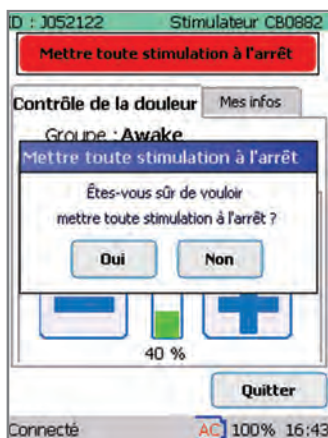 ID : J052122 Stimulateur CB0882
Mettre toute stimulation à l'arrêt
Contrôle de la douleur Mes infos
Groupe : Awake
Mettre toute stimulation à l'arrêt
Êtes-vous sûr de vouloir
mettre toute stimulation à l'arrêt ?
Oui Non
40 %
Quitter
Connecté AC 100% 16:43